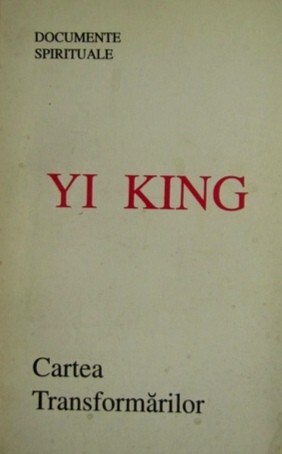 DOCUMENTE
SPIRITUALE
YI KING
Cartea
Transformărilor